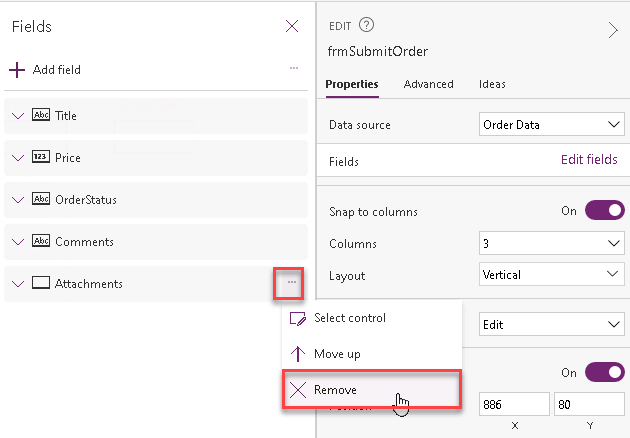 Fields
Add field
...
Abc Title
123 Price
Abc OrderStatus
Abc Comments
Attachments
...
Select control
Move up
Remove
EDIT ?
frmSubmitOrder
Properties Advanced Ideas
Data source Order Data
Fields Edit fields
Snap to columns On
Columns 3
Layout Vertical
Edit
On
Position 886 80
X Y